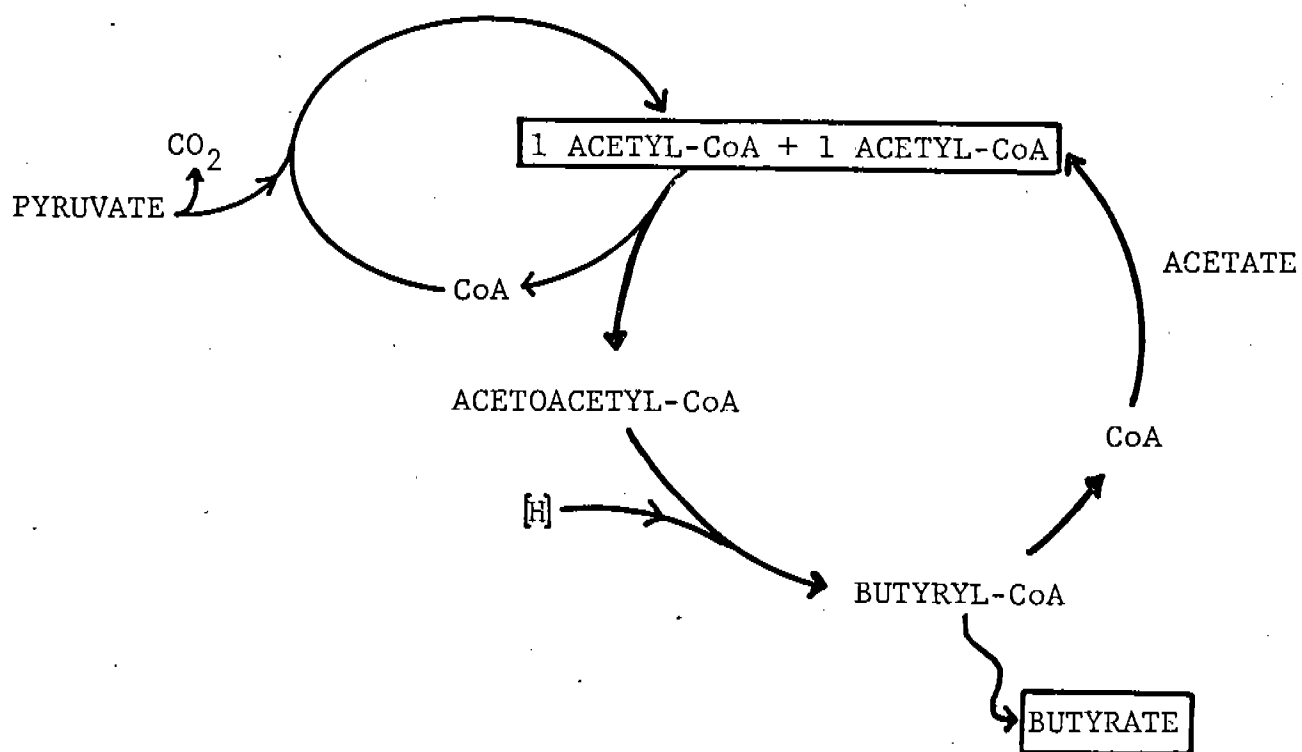 CO2
1 ACETYL-CoA + 1 ACETYL-CoA
PYRUVATE
ACETATE
CoA
ACETOACETYL-CoA
CoA
[H]
BUTYRYL-CoA
BUTYRATE